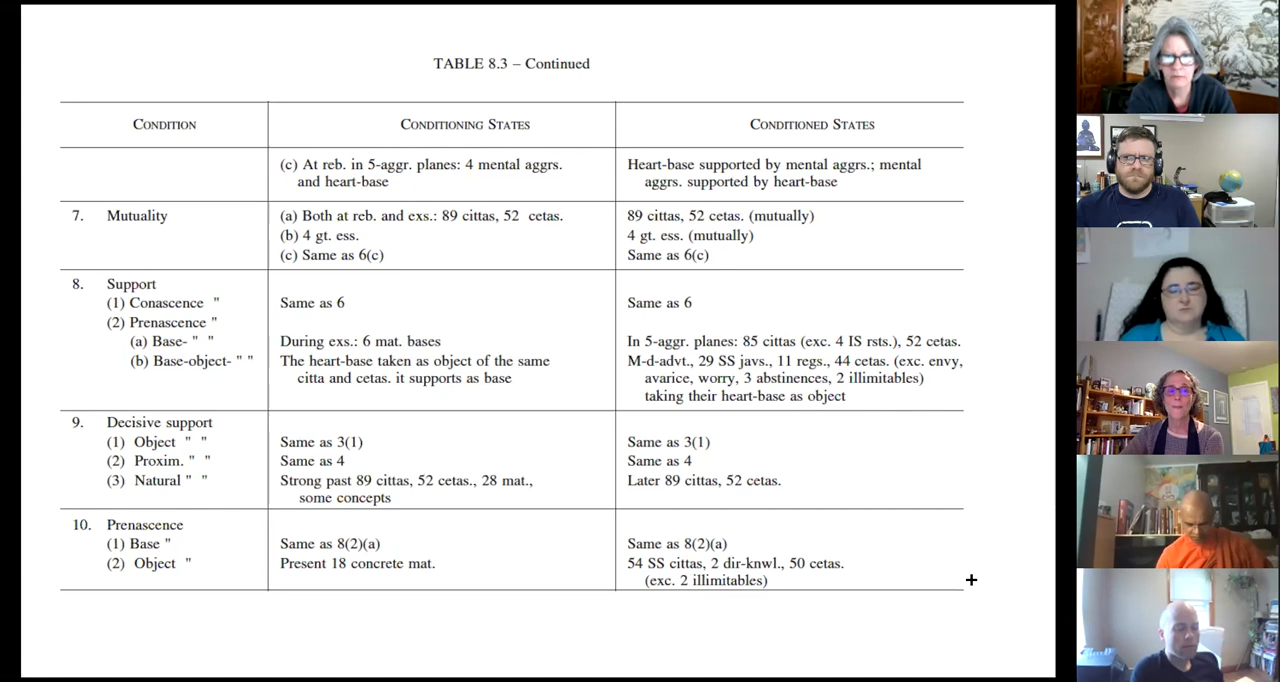 TABLE 8.3 – Continued
CONDITION CONDITIONING STATES CONDITIONED STATES
(c) At reb. in 5-aggr. planes: 4 mental aggrs. Heart-base supported by mental aggrs.; mental
and heart-base aggrs. supported by heart-base
7. Mutuality (a) Both at reb. and exs.: 89 cittas, 52 cetas. 89 cittas, 52 cetas. (mutually)
(b) 4 gt. ess. 4 gt. ess. (mutually)
(c) Same as 6(c) Same as 6(c)
8. Support
(1) Conascence " Same as 6 Same as 6
(2) Prenascence "
(a) Base- " " During exs.: 6 mat. bases In 5-aggr. planes: 85 cittas (exc. 4 IS rsts.), 52 cetas.
(b) Base-object- " " The heart-base taken as object of the same M-d-advt., 29 SS javs., 11 regs., 44 cetas. (exc. envy,
citta and cetas. it supports as base avarice, worry, 3 abstinences, 2 illimitables)
taking their heart-base as object
9. Decisive support
(1) Object " " Same as 3(1) Same as 3(1)
(2) Proxim. " " Same as 4 Same as 4
(3) Natural " " Strong past 89 cittas, 52 cetas., 28 mat., Later 89 cittas, 52 cetas.
some concepts
10. Prenascence
(1) Base " Same as 8(2)(a) Same as 8(2)(a)
(2) Object " Present 18 concrete mat. 54 SS cittas, 2 dir-knwl., 50 cetas.
(exc. 2 illimitables)